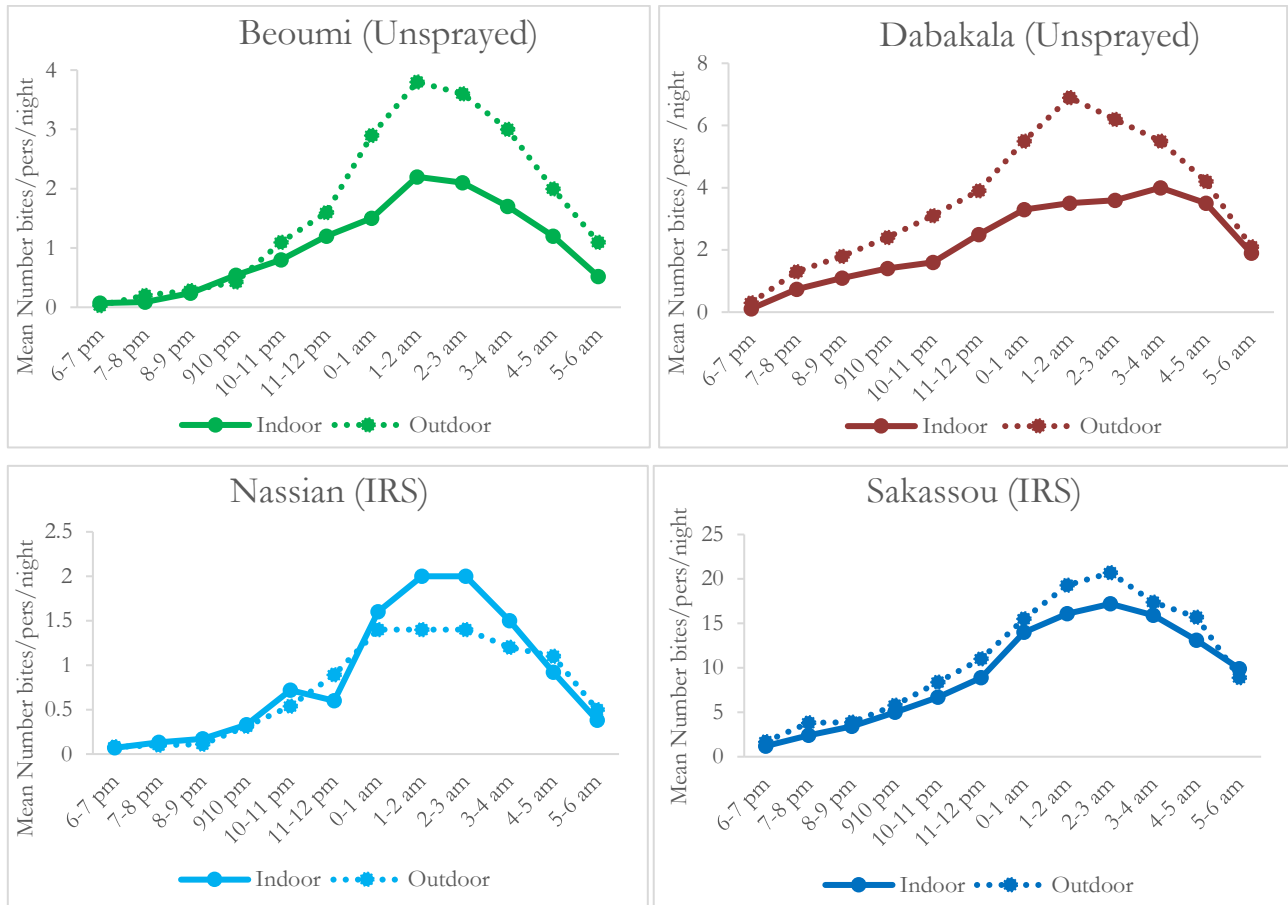 Beoumi (Unsprayed)
Mean Number bites/pers/night
4
3
2
1
0
6-7 pm
7-8 pm
8-9 pm
910 pm
10-11 pm
11-12 pm
0-1 am
1-2 am
2-3 am
3-4 am
4-5 am
5-6 am
Indoor Outdoor
Dabakala (Unsprayed)
Mean Number bites/pers /night
8
6
4
2
0
6-7 pm
7-8 pm
8-9 pm
910 pm
10-11 pm
11-12 pm
0-1 am
1-2 am
2-3 am
3-4 am
4-5 am
5-6 am
Indoor Outdoor
Nassian (IRS)
Mean Number bites/pers/night
2.5
2
1.5
1
0.5
0
6-7 pm
7-8 pm
8-9 pm
910 pm
10-11 pm
11-12 pm
0-1 am
1-2 am
2-3 am
3-4 am
4-5 am
5-6 am
Indoor Outdoor
Sakassou (IRS)
Mean Number bites/pers/night
25
20
15
10
5
0
6-7 pm
7-8 pm
8-9 pm
910 pm
10-11 pm
11-12 pm
0-1 am
1-2 am
2-3 am
3-4 am
4-5 am
5-6 am
Indoor Outdoor